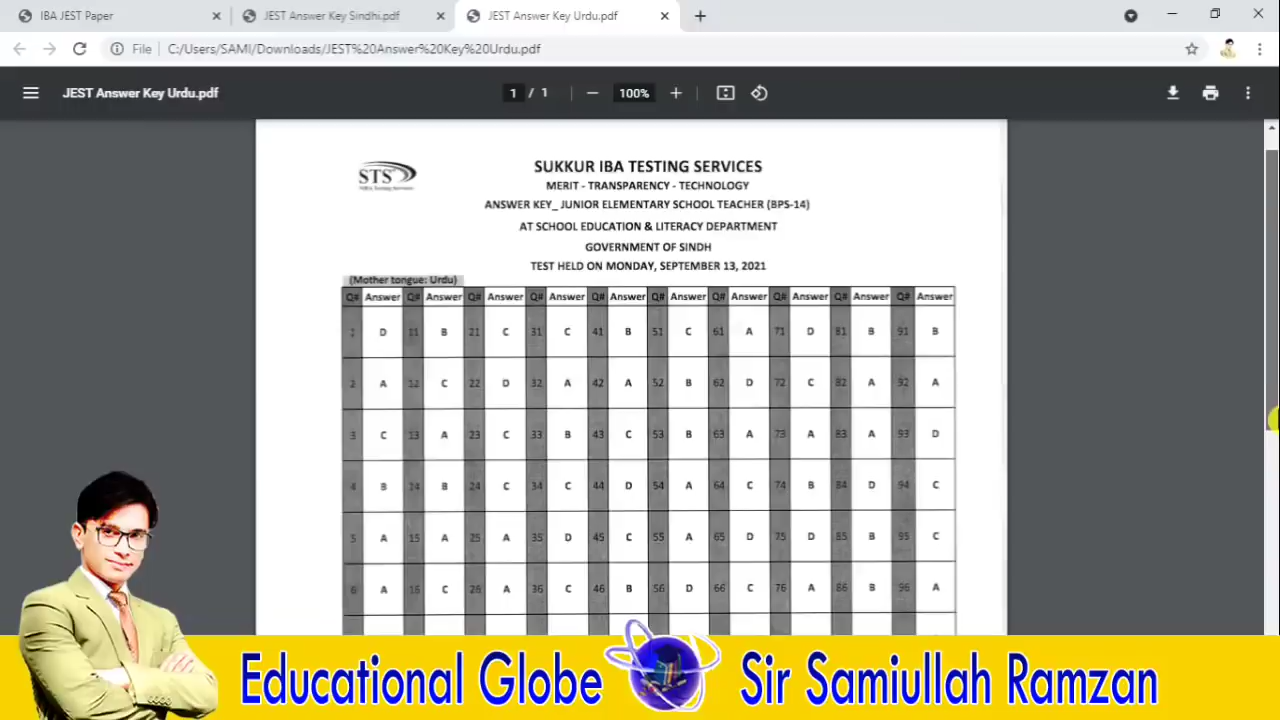 IBA JEST Paper
JEST Answer Key Sindhi.pdf
JEST Answer Key Urdu.pdf
File C:/Users/SAMI/Downloads/JEST%20Answer%20Key%20Urdu.pdf
JEST Answer Key Urdu.pdf
1 / 1
100%
STS
SUKKUR IBA TESTING SERVICES
MERIT - TRANSPARENCY - TECHNOLOGY
ANSWER KEY_ JUNIOR ELEMENTARY SCHOOL TEACHER (BPS-14)
AT SCHOOL EDUCATION & LITERACY DEPARTMENT
GOVERNMENT OF SINDH
TEST HELD ON MONDAY, SEPTEMBER 13, 2021
(Mother tongue: Urdu)
Q# Answer Q# Answer Q# Answer Q# Answer Q# Answer Q# Answer Q# Answer Q# Answer Q# Answer Q# Answer
1 D 11 B 21 C 31 C 41 B 51 C 61 A 71 D 81 B 91 B
2 A 12 C 22 D 32 A 42 A 52 B 62 D 72 C 82 A 92 A
3 C 13 A 23 C 33 B 43 C 53 B 63 A 73 A 83 A 93 D
4 B 14 B 24 C 34 C 44 D 54 A 64 C 74 B 84 D 94 C
5 A 15 A 25 A 35 D 45 C 55 A 65 D 75 D 85 B 95 C
6 A 16 C 26 A 36 C 46 B 56 D 66 C 76 A 86 B 96 A
Educational Globe Sir Samiullah Ramzan